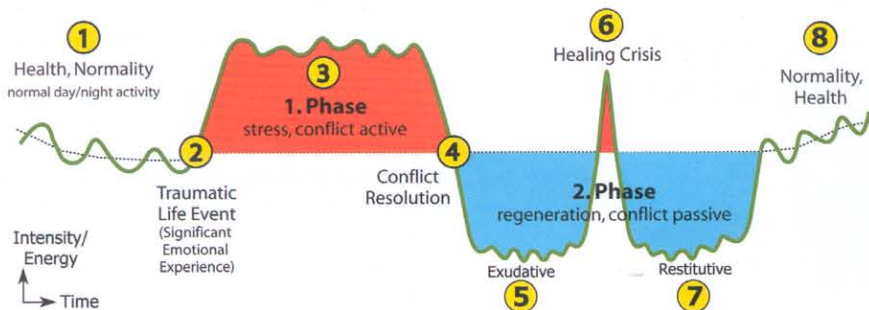 1
Health, Normality
normal day/night activity
2
Traumatic
Life Event
(Significant
Emotional
Experience)
3
1. Phase
stress, conflict active
4
Conflict
Resolution
2. Phase
regeneration, conflict passive
Exudative
5
6
Healing Crisis
Restitutive
7
8
Normality,
Health
Intensity/
Energy
Time